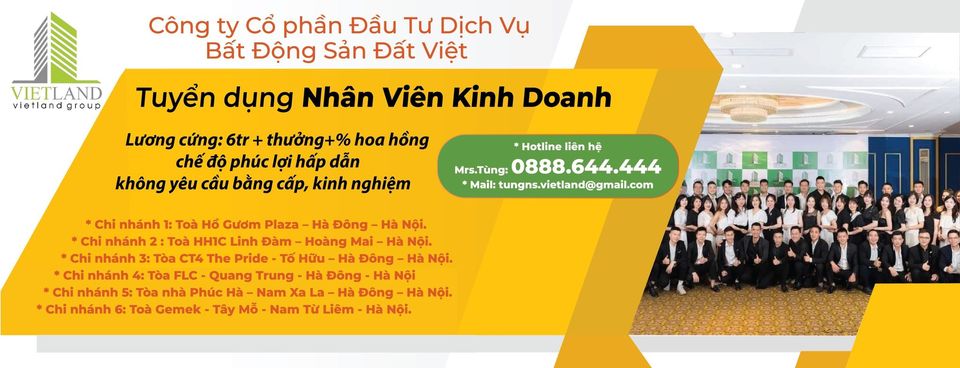 Công ty Cổ phần Đầu Tư Dịch Vụ
Bất Động Sản Đất Việt
VIETLAND
vietland group
Tuyển dụng Nhân Viên Kinh Doanh
Lương cứng: 6tr + thưởng+% hoa hồng
chế độ phúc lợi hấp dẫn
không yêu cầu bằng cấp, kinh nghiệm
* Hotline liên hệ
Mrs.Tùng: 0888.644.444
* Mail: tungns.vietland@gmail.com
* Chi nhánh 1: Toà Hồ Gươm Plaza – Hà Đông – Hà Nội.
* Chi nhánh 2 : Toà HH1C Linh Đàm – Hoàng Mai – Hà Nội.
* Chi nhánh 3: Tòa CT4 The Pride - Tố Hữu – Hà Đông – Hà Nội.
* Chi nhánh 4: Tòa FLC - Quang Trung - Hà Đông - Hà Nội
* Chi nhánh 5: Tòa nhà Phúc Hà – Nam Xa La – Hà Đông – Hà Nội.
* Chi nhánh 6: Toà Gemek - Tây Mỗ - Nam Từ Liêm - Hà Nội.